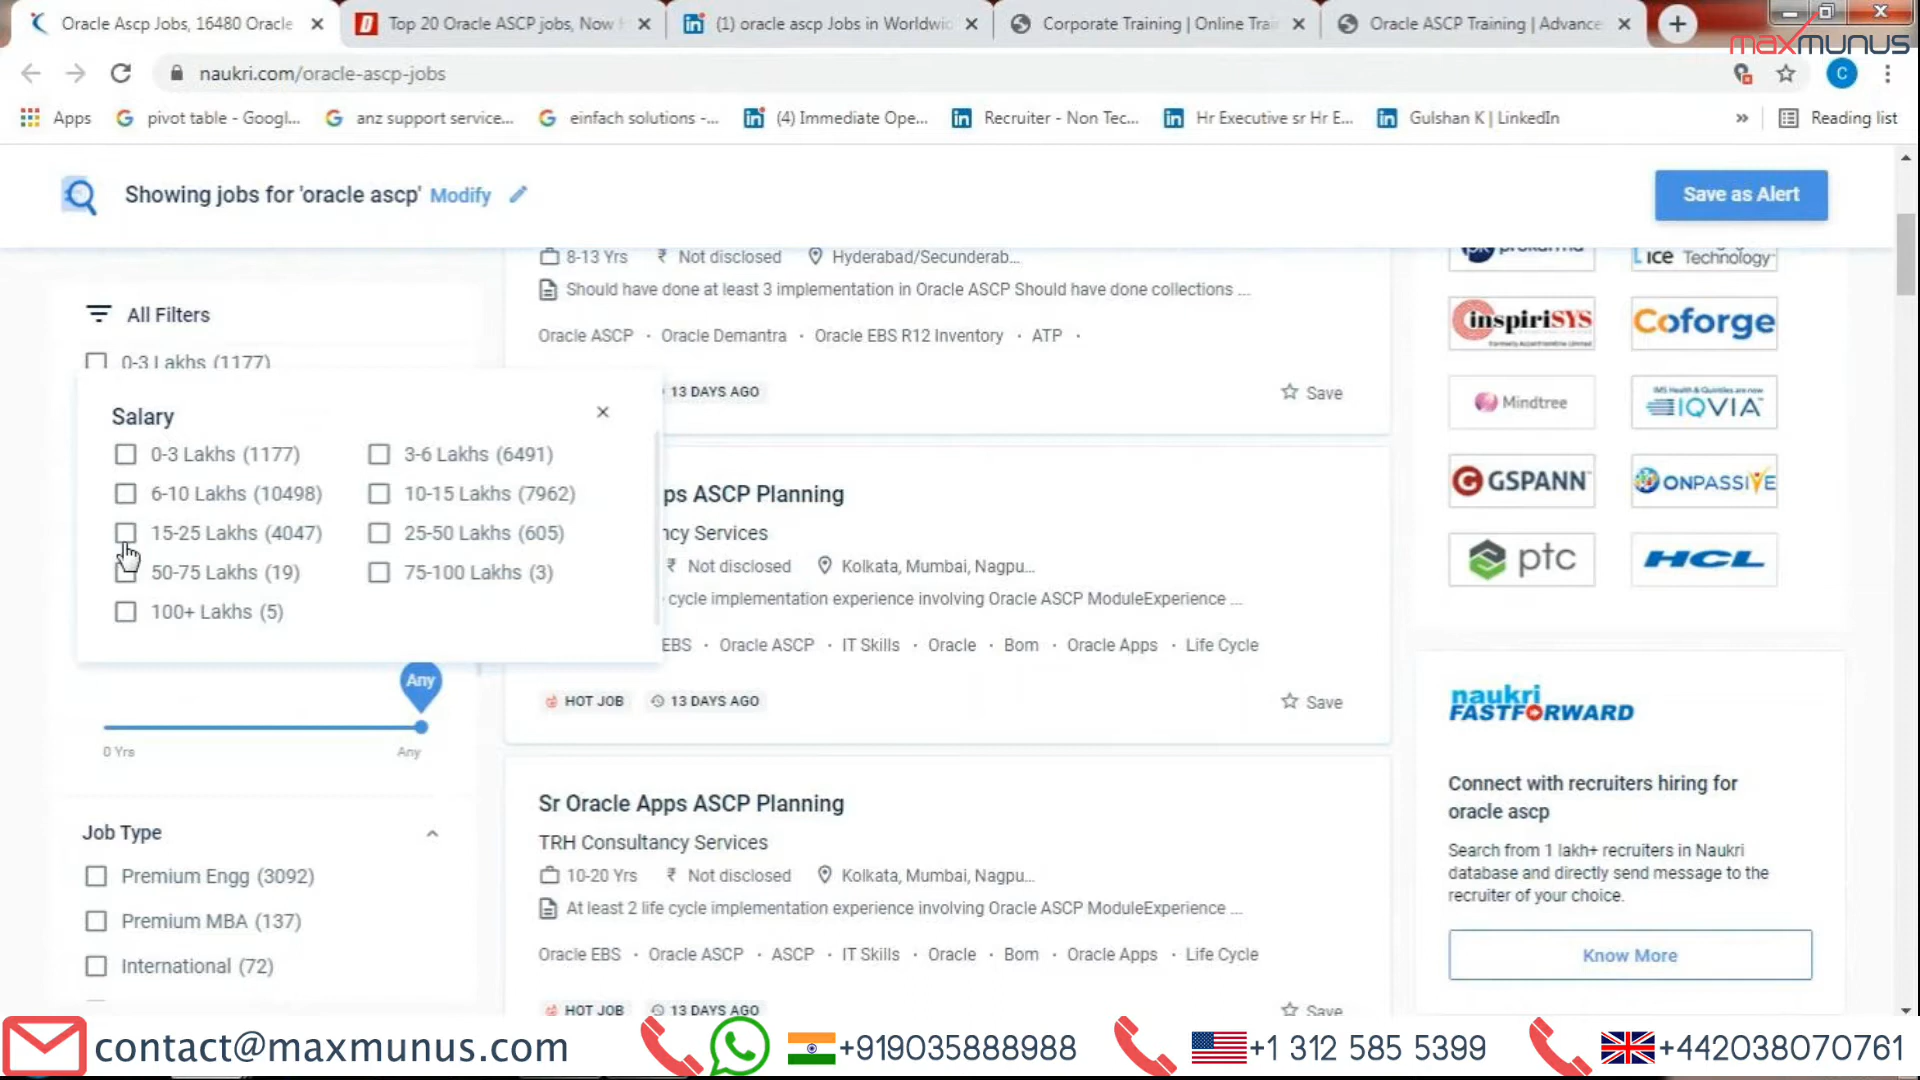 Oracle Ascp Jobs, 16480 Oracle
Top 20 Oracle ASCP jobs, Now
(1) oracle ascp Jobs in Worldwi
Corporate Training | Online Trai
Oracle ASCP Training | Advance
maxmunus
naukri.com/oracle-ascp-jobs
C
Apps
pivot table - Googl...
anz support service...
einfach solutions -...
(4) Immediate Ope...
Recruiter - Non Tec...
Hr Executive sr Hr E...
Gulshan K | LinkedIn
»
Reading list
Showing jobs for 'oracle ascp' Modify
Save as Alert
All Filters
0-3 Lakhs (1177)
Salary
0-3 Lakhs (1177)
3-6 Lakhs (6491)
6-10 Lakhs (10498)
10-15 Lakhs (7962)
15-25 Lakhs (4047)
25-50 Lakhs (605)
50-75 Lakhs (19)
75-100 Lakhs (3)
100+ Lakhs (5)
Any
0 Yrs
Any
Job Type
Premium Engg (3092)
Premium MBA (137)
International (72)
8-13 Yrs ₹ Not disclosed Hyderabad/Secunderab...
Should have done at least 3 implementation in Oracle ASCP Should have done collections ...
Oracle ASCP · Oracle Demantra · Oracle EBS R12 Inventory · ATP ·
13 DAYS AGO
Save
ps ASCP Planning
ncy Services
₹ Not disclosed Kolkata, Mumbai, Nagpu...
cycle implementation experience involving Oracle ASCP ModuleExperience ...
EBS · Oracle ASCP · IT Skills · Oracle · Bom · Oracle Apps · Life Cycle
HOT JOB 13 DAYS AGO
Save
Sr Oracle Apps ASCP Planning
TRH Consultancy Services
10-20 Yrs ₹ Not disclosed Kolkata, Mumbai, Nagpu...
At least 2 life cycle implementation experience involving Oracle ASCP ModuleExperience ...
Oracle EBS · Oracle ASCP · ASCP · IT Skills · Oracle · Bom · Oracle Apps · Life Cycle
HOT JOB 13 DAYS AGO
Save
prokarma
ice Technology
inspiriSYS
Coforge
Mindtree
IMS Health & Quintiles are now
IQVIA
GSPANN
ONPASSIVE
ptc
HCL
naukri
FASTFORWARD
Connect with recruiters hiring for
oracle ascp
Search from 1 lakh+ recruiters in Naukri
database and directly send message to the
recruiter of your choice.
Know More
contact@maxmunus.com
+919035888988
+1 312 585 5399
+442038070761